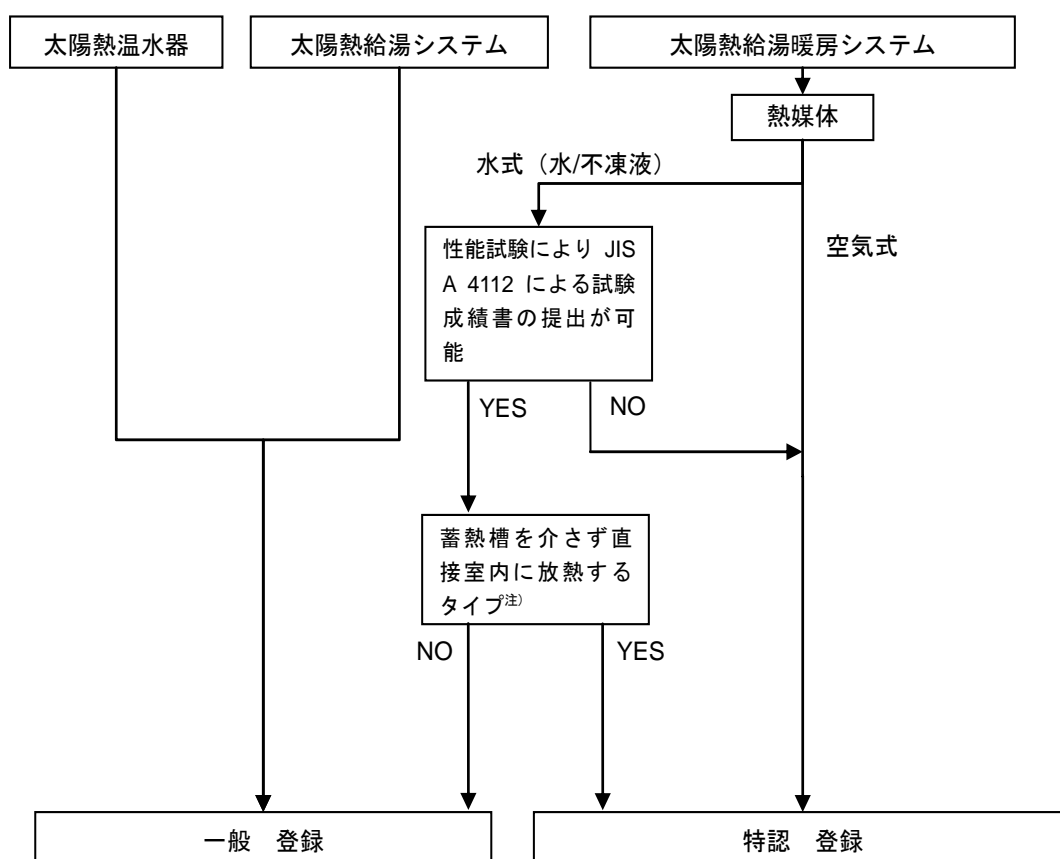 太陽熱温水器
太陽熱給湯システム
太陽熱給湯暖房システム
熱媒体
水式（水/不凍液）
空気式
性能試験により JIS
A 4112 による試験
成績書の提出が可
能
YES
NO
蓄熱槽を介さず直
接室内に放熱する
タイプ注）
NO
YES
一般　登録
特認　登録